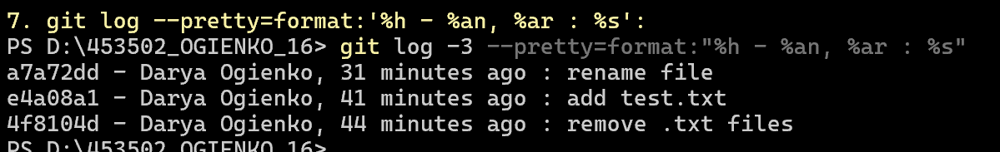 7. git log --pretty=format:'%h - %an, %ar : %s':
PS D:\453502_OGIENKO_16> git log -3 --pretty=format:"%h - %an, %ar : %s"
a7a72dd - Darya Ogienko, 31 minutes ago : rename file
e4a08a1 - Darya Ogienko, 41 minutes ago : add test.txt
4f8104d - Darya Ogienko, 44 minutes ago : remove .txt files
PS D:\453502_OGIENKO_16>